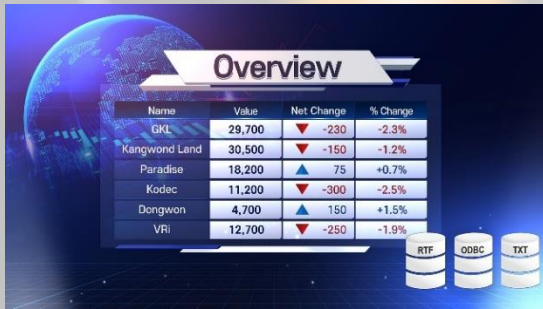 Overview
Name Value Net Change % Change
GKL 29,700 -230 -2.3%
Kangwond Land 30,500 -150 -1.2%
Paradise 18,200 75 +0.7%
Kodec 11,200 -300 -2.5%
Dongwon 4,700 150 +1.5%
VRi 12,700 -250 -1.9%
RTF ODBC TXT